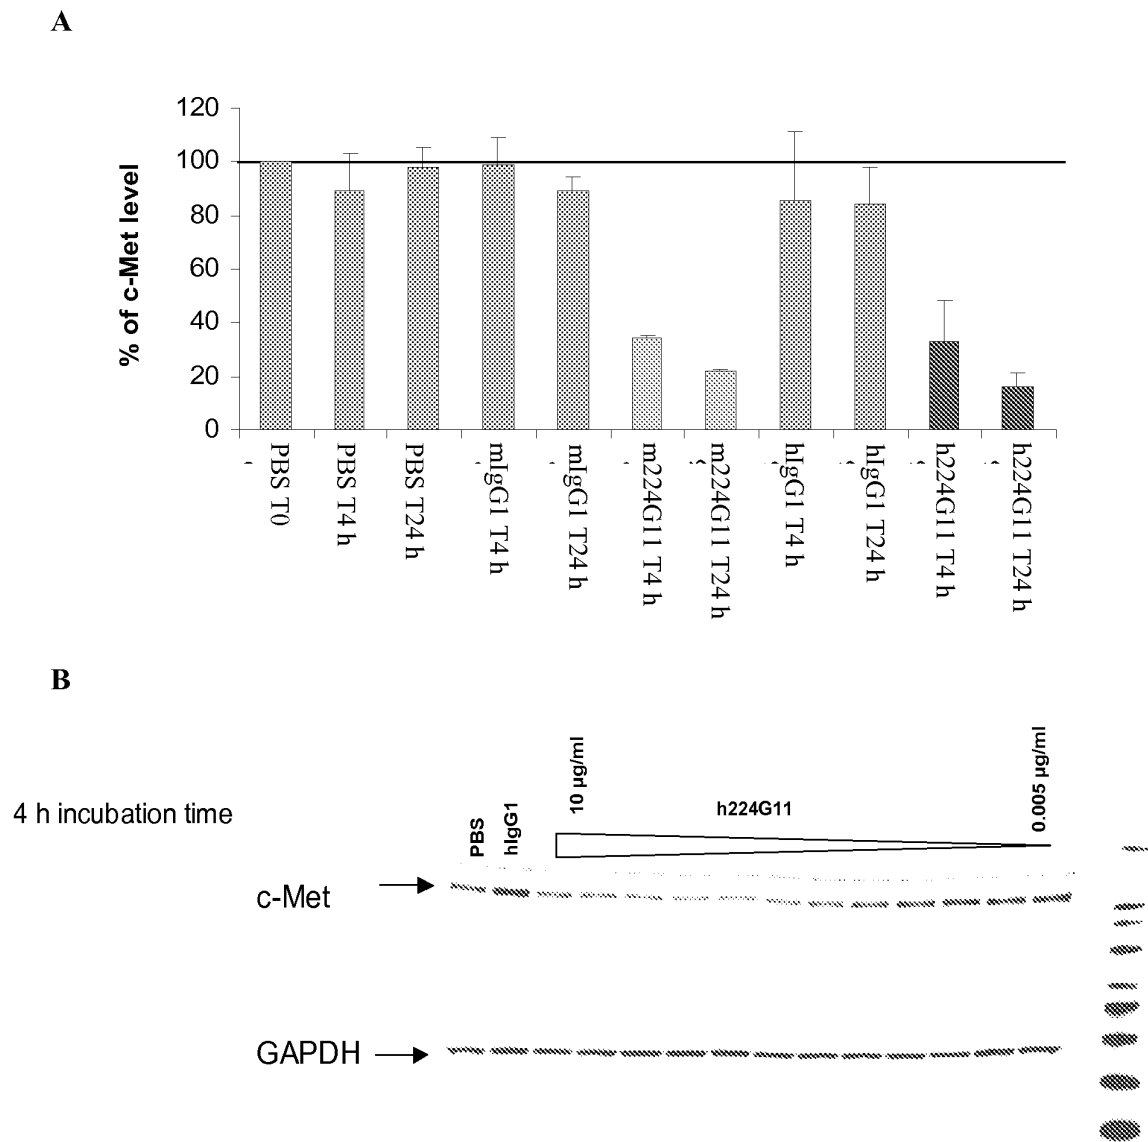 A
% of c-Met level
120
100
80
60
40
20
0
PBS T0
PBS T4 h
PBS T24 h
mIgG1 T4 h
mIgG1 T24 h
m224G11 T4 h
m224G11 T24 h
hIgG1 T4 h
hIgG1 T24 h
h224G11 T4 h
h224G11 T24 h
B
4 h incubation time
PBS
hIgG1
10 µg/ml
h224G11
0.005 µg/ml
c-Met
GAPDH